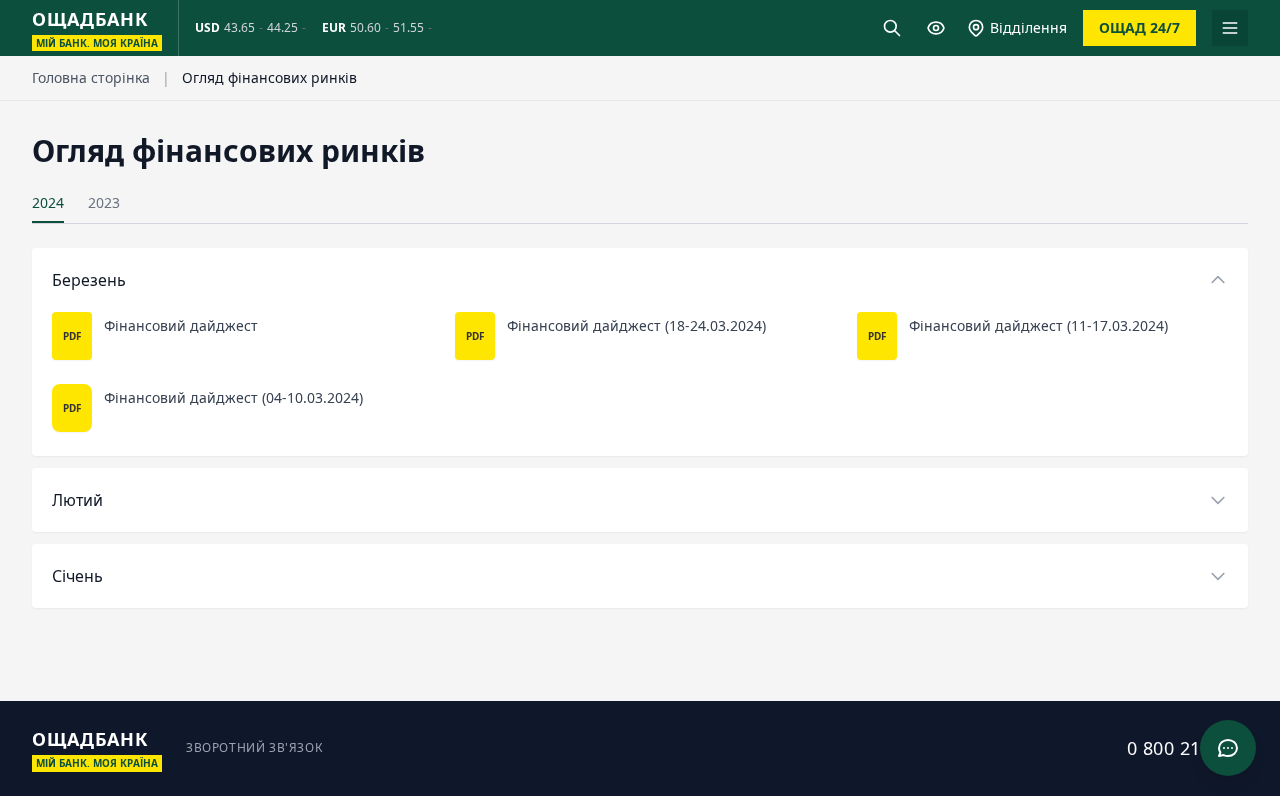 ОЩАДБАНК
МІЙ БАНК. МОЯ КРАЇНА
USD 43.65 - 44.25 - EUR 50.60 - 51.55 -
Відділення
ОЩАД 24/7
Головна сторінка | Огляд фінансових ринків
Огляд фінансових ринків
2024 2023
Березень
PDF Фінансовий дайджест
PDF Фінансовий дайджест (18-24.03.2024)
PDF Фінансовий дайджест (11-17.03.2024)
PDF Фінансовий дайджест (04-10.03.2024)
Лютий
Січень
ОЩАДБАНК
МІЙ БАНК. МОЯ КРАЇНА
ЗВОРОТНИЙ ЗВ'ЯЗОК
0 800 21